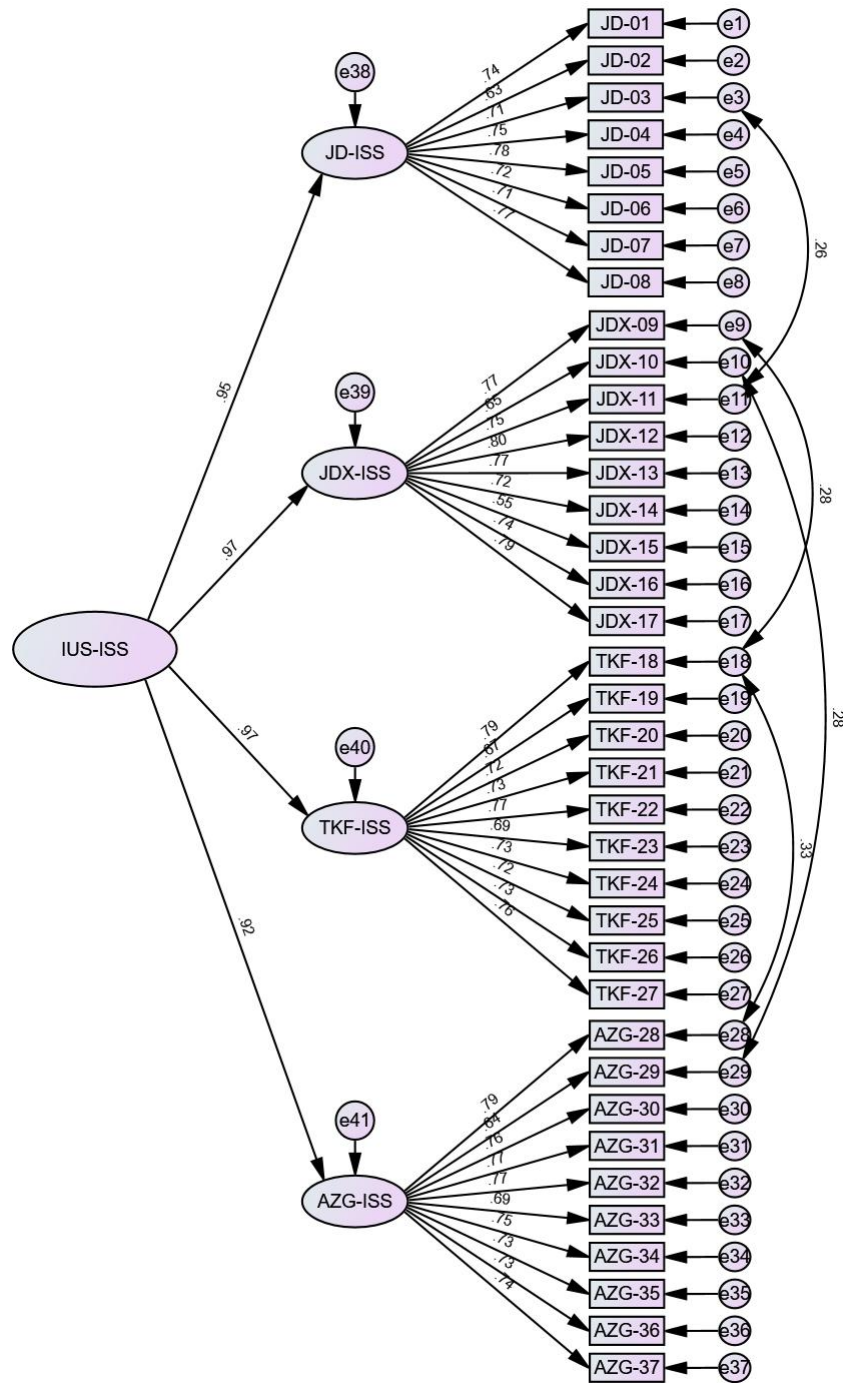 JD-01 e1
JD-02 e2
e38
.74
.63
JD-03 e3
.71
JD-04 e4
.75
JD-ISS
.78
JD-05 e5
.72
JD-06 e6
.71
JD-07 e7
.77
.26
JD-08 e8
JDX-09 e9
JDX-10 e10
e39
.95
.77
.65
JDX-11 e11
.75
JDX-12 e12
.80
JDX-ISS
.77
JDX-13 e13
.72
.28
JDX-14 e14
.55
JDX-15 e15
.74
.97
.79
JDX-16 e16
JDX-17 e17
IUS-ISS
TKF-18 e18
TKF-19 e19
.28
.97
e40
.79
.67
TKF-20 e20
.72
TKF-21 e21
.73
TKF-22 e22
.77
TKF-ISS
.69
TKF-23 e23
.33
.73
TKF-24 e24
.72
.73
TKF-25 e25
.76
.92
TKF-26 e26
TKF-27 e27
AZG-28 e28
AZG-29 e29
.79
e41
.64
AZG-30 e30
.76
AZG-31 e31
.77
AZG-32 e32
.77
AZG-ISS
.69
AZG-33 e33
.75
AZG-34 e34
.73
.73
AZG-35 e35
.74
AZG-36 e36
AZG-37 e37